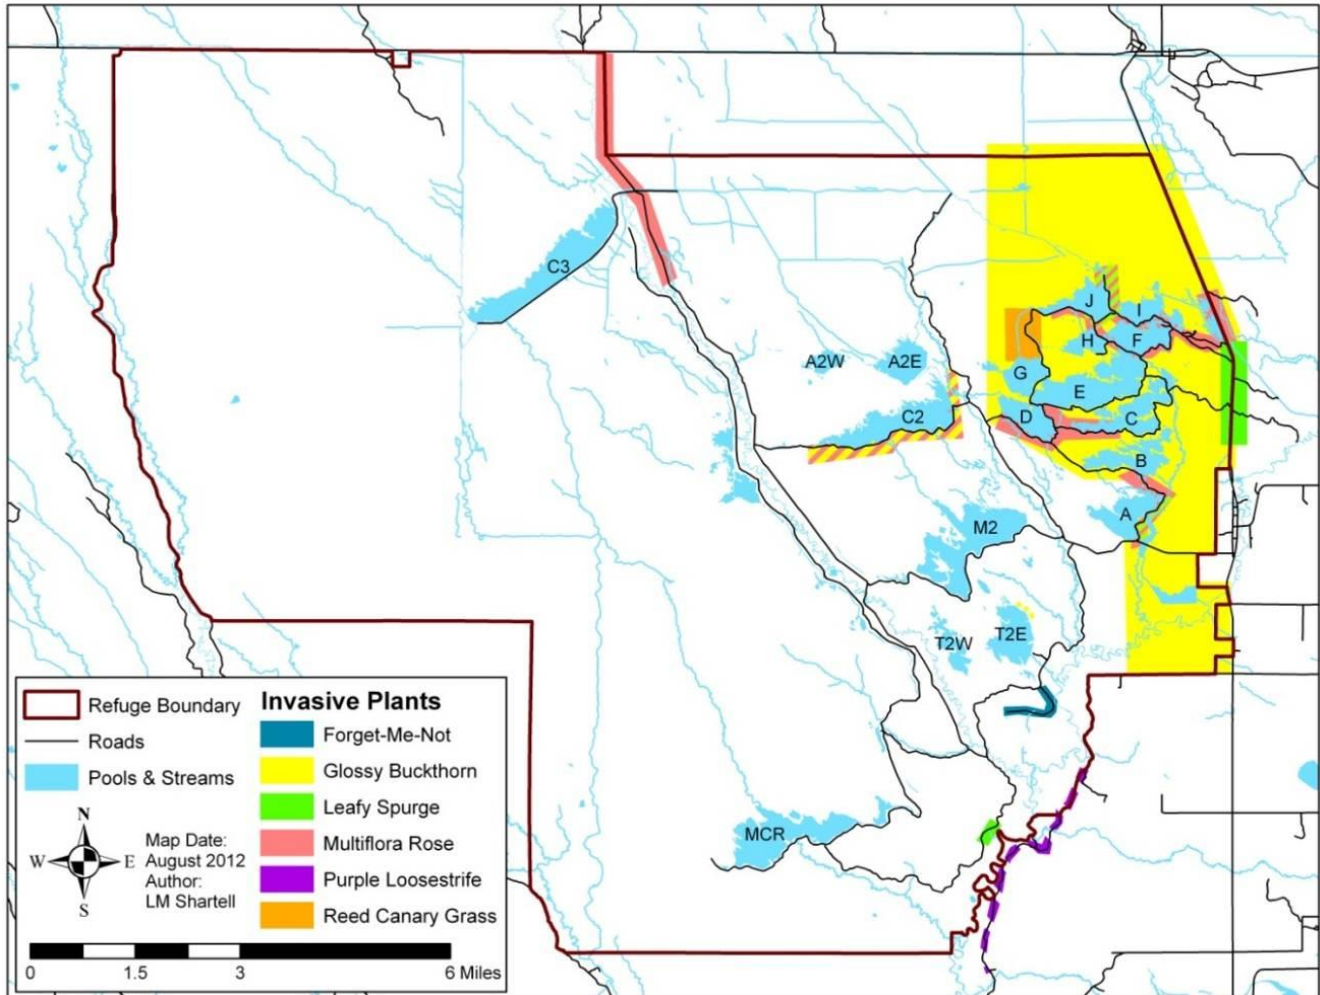 C3
J
I
H
F
A2W
A2E
G
E
C2
D
C
B
A
M2
T2W
T2E
MCR
Refuge Boundary
Roads
Pools & Streams
N
W
E
S
Map Date:
August 2012
Author:
LM Shartell
Invasive Plants
Forget-Me-Not
Glossy Buckthorn
Leafy Spurge
Multiflora Rose
Purple Loosestrife
Reed Canary Grass
0 1.5 3 6 Miles